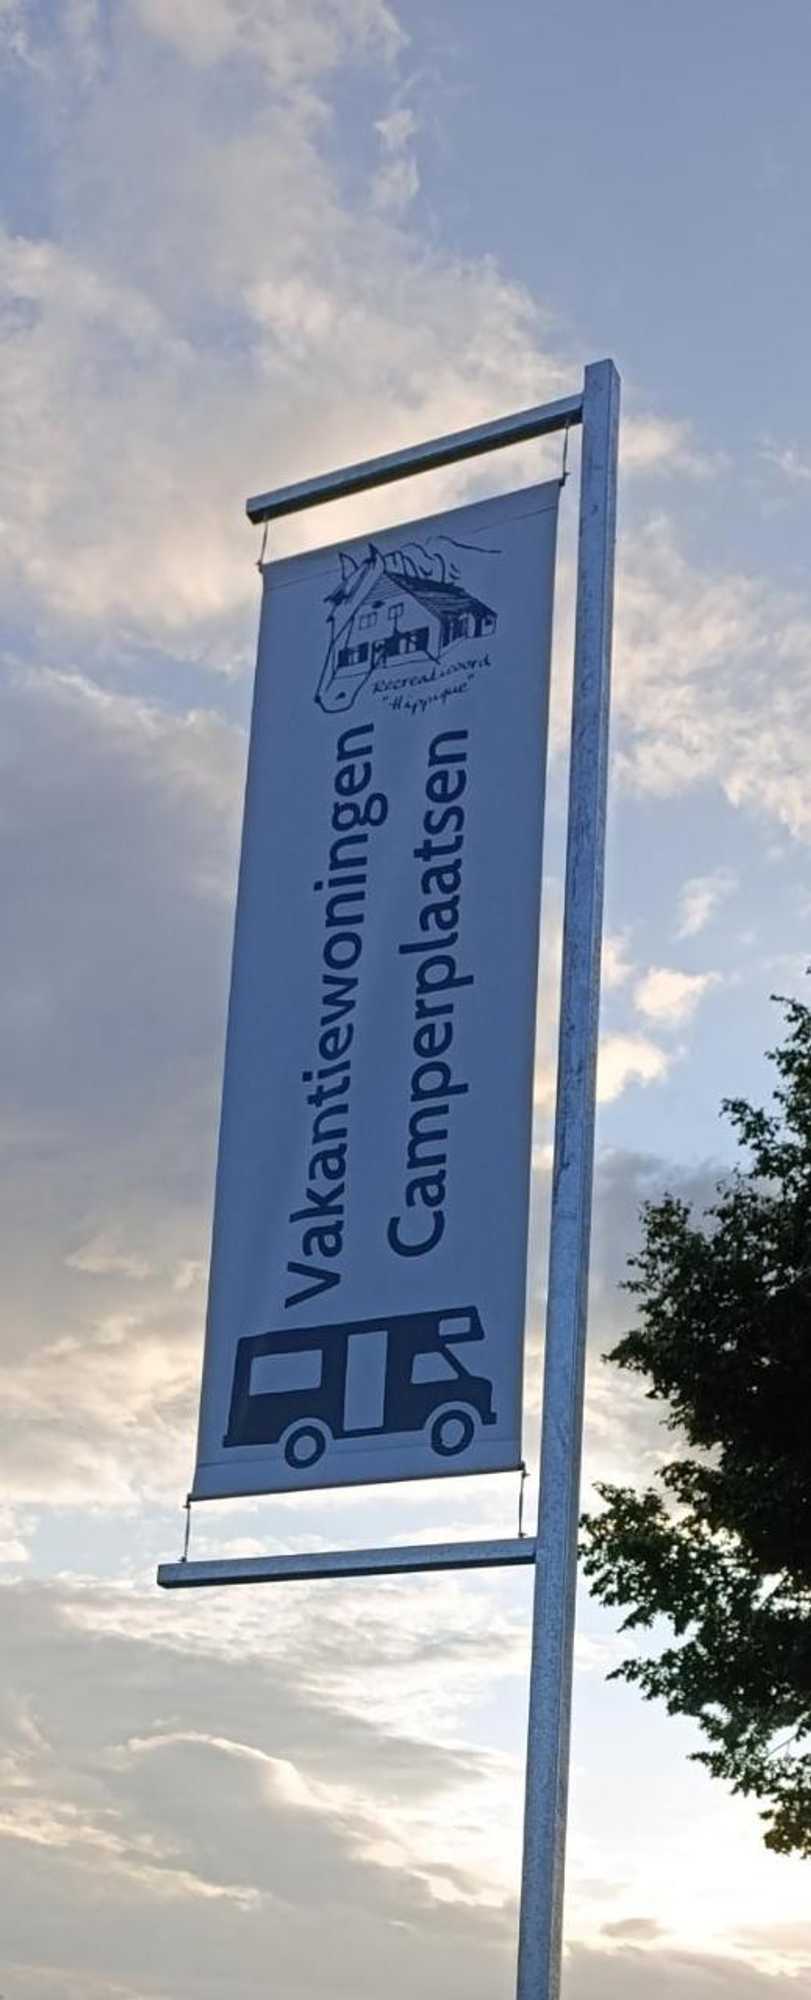 Recreatieoord
"Hippique"
Vakantiewoningen
Camperplaatsen